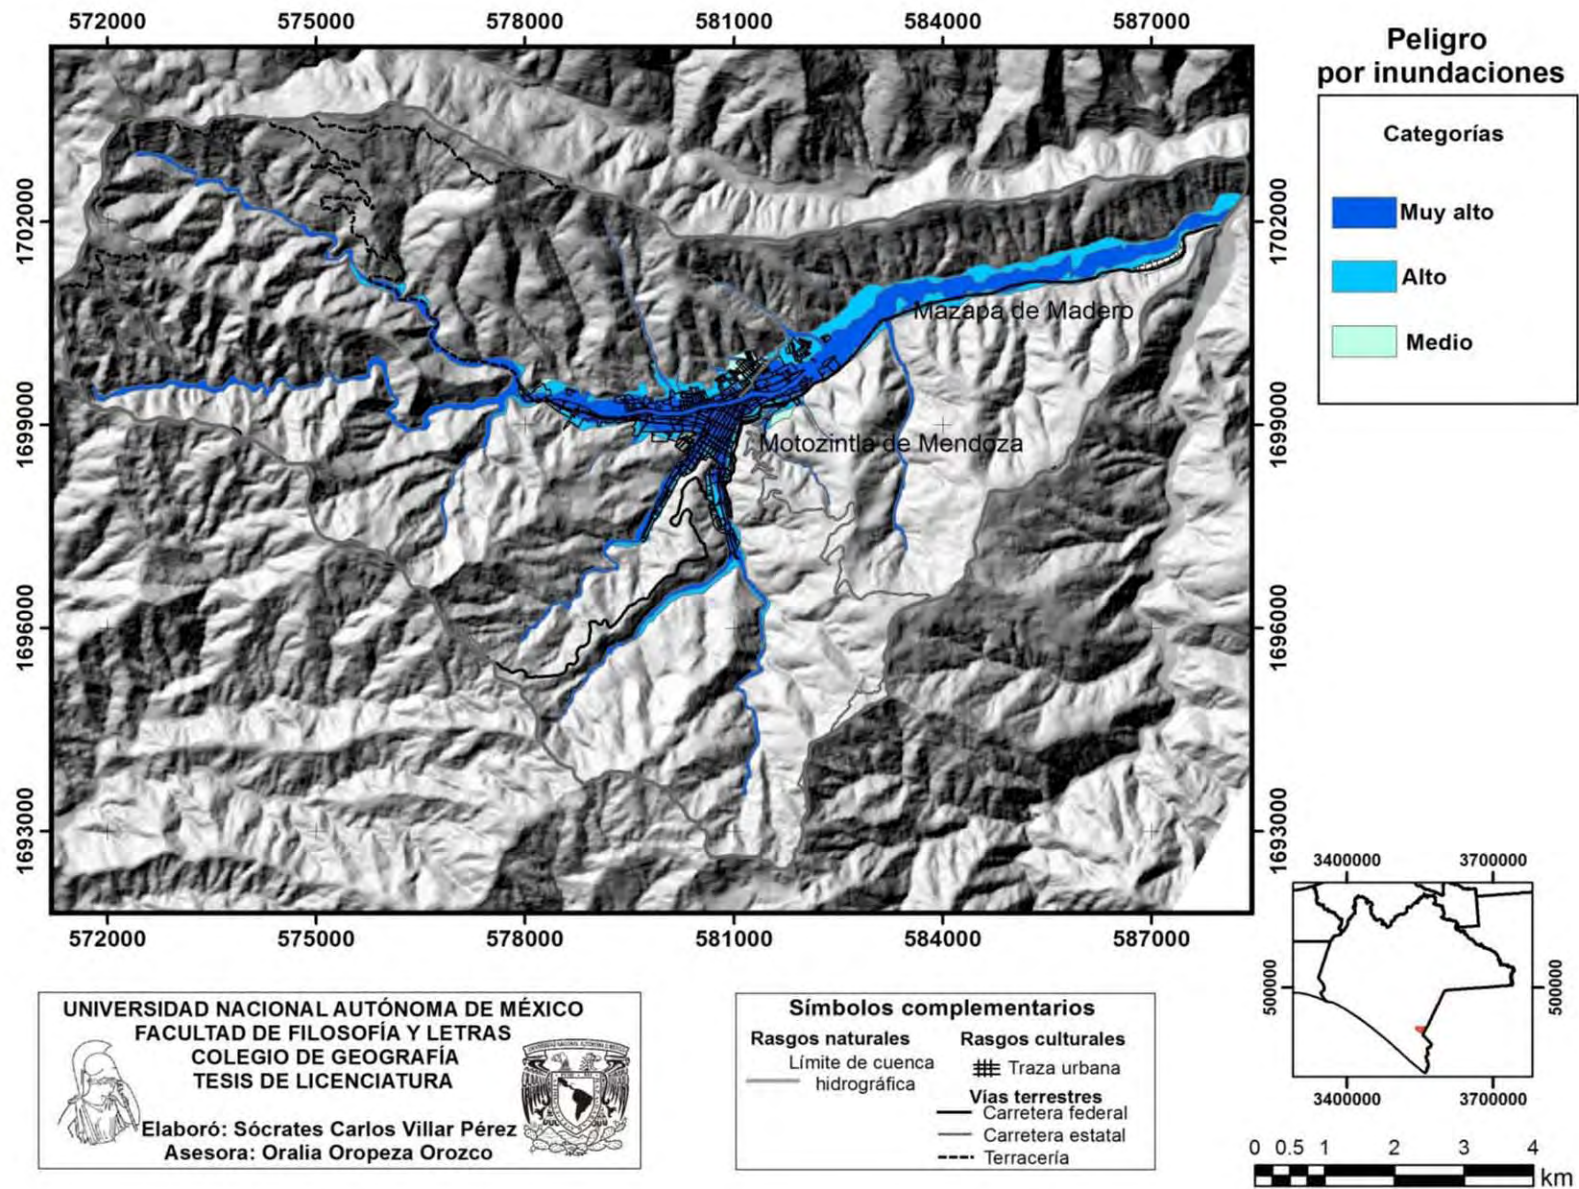 572000 575000 578000 581000 584000 587000
Peligro
por inundaciones
Categorías
Muy alto
Alto
Medio
1702000
1699000
1696000
1693000
1702000
1699000
1696000
1693000
Mazapa de Madero
Motozintla de Mendoza
572000 575000 578000 581000 584000 587000
UNIVERSIDAD NACIONAL AUTÓNOMA DE MÉXICO
FACULTAD DE FILOSOFÍA Y LETRAS
COLEGIO DE GEOGRAFÍA
TESIS DE LICENCIATURA
Elaboró: Sócrates Carlos Villar Pérez
Asesora: Oralia Oropeza Orozco
Símbolos complementarios
Rasgos naturales
Límite de cuenca
hidrográfica
Rasgos culturales
Traza urbana
Vías terrestres
Carretera federal
Carretera estatal
Terracería
3400000 3700000
500000
500000
3400000 3700000
0 0.5 1 2 3 4
km